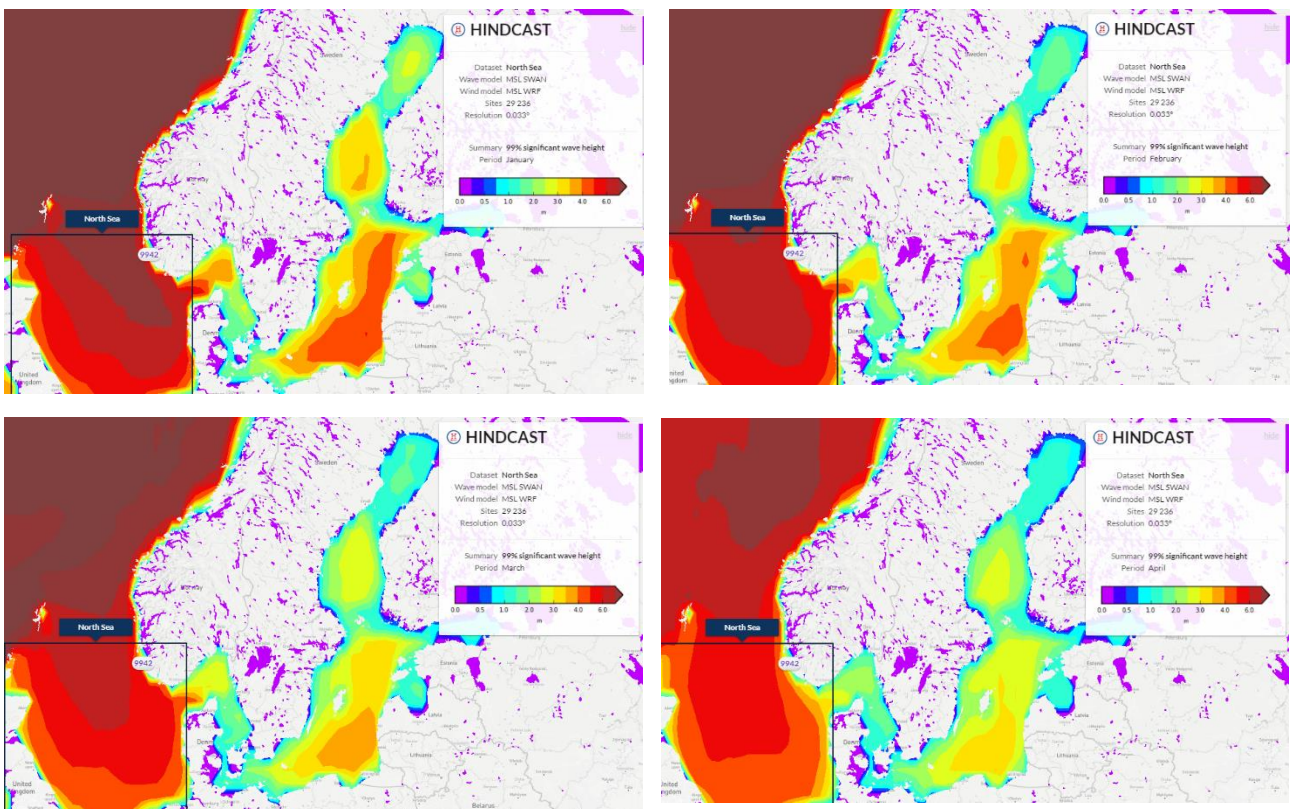 HINDCAST
hide
Dataset North Sea
Wave model MSL SWAN
Wind model MSL WRF
Sites 29 236
Resolution 0.033°
Summary 99% significant wave height
Period January
0.0 0.5 1.0 2.0 3.0 4.0 6.0
m
Sweden
North Sea
9942
Estonia
Latvia
Lithuania
United
Kingdom
HINDCAST
hide
Dataset North Sea
Wave model MSL SWAN
Wind model MSL WRF
Sites 29 236
Resolution 0.033°
Summary 99% significant wave height
Period February
0.0 0.5 1.0 2.0 3.0 4.0 6.0
m
Sweden
North Sea
9942
Estonia
Latvia
Lithuania
United
Kingdom
HINDCAST
hide
Dataset North Sea
Wave model MSL SWAN
Wind model MSL WRF
Sites 29 236
Resolution 0.033°
Summary 99% significant wave height
Period March
0.0 0.5 1.0 2.0 3.0 4.0 6.0
m
Sweden
North Sea
9942
Estonia
Latvia
Lithuania
United
Kingdom
Belarus
HINDCAST
hide
Dataset North Sea
Wave model MSL SWAN
Wind model MSL WRF
Sites 29 236
Resolution 0.033°
Summary 99% significant wave height
Period April
0.0 0.5 1.0 2.0 3.0 4.0 6.0
m
Sweden
North Sea
9942
Estonia
Latvia
Lithuania
United
Kingdom